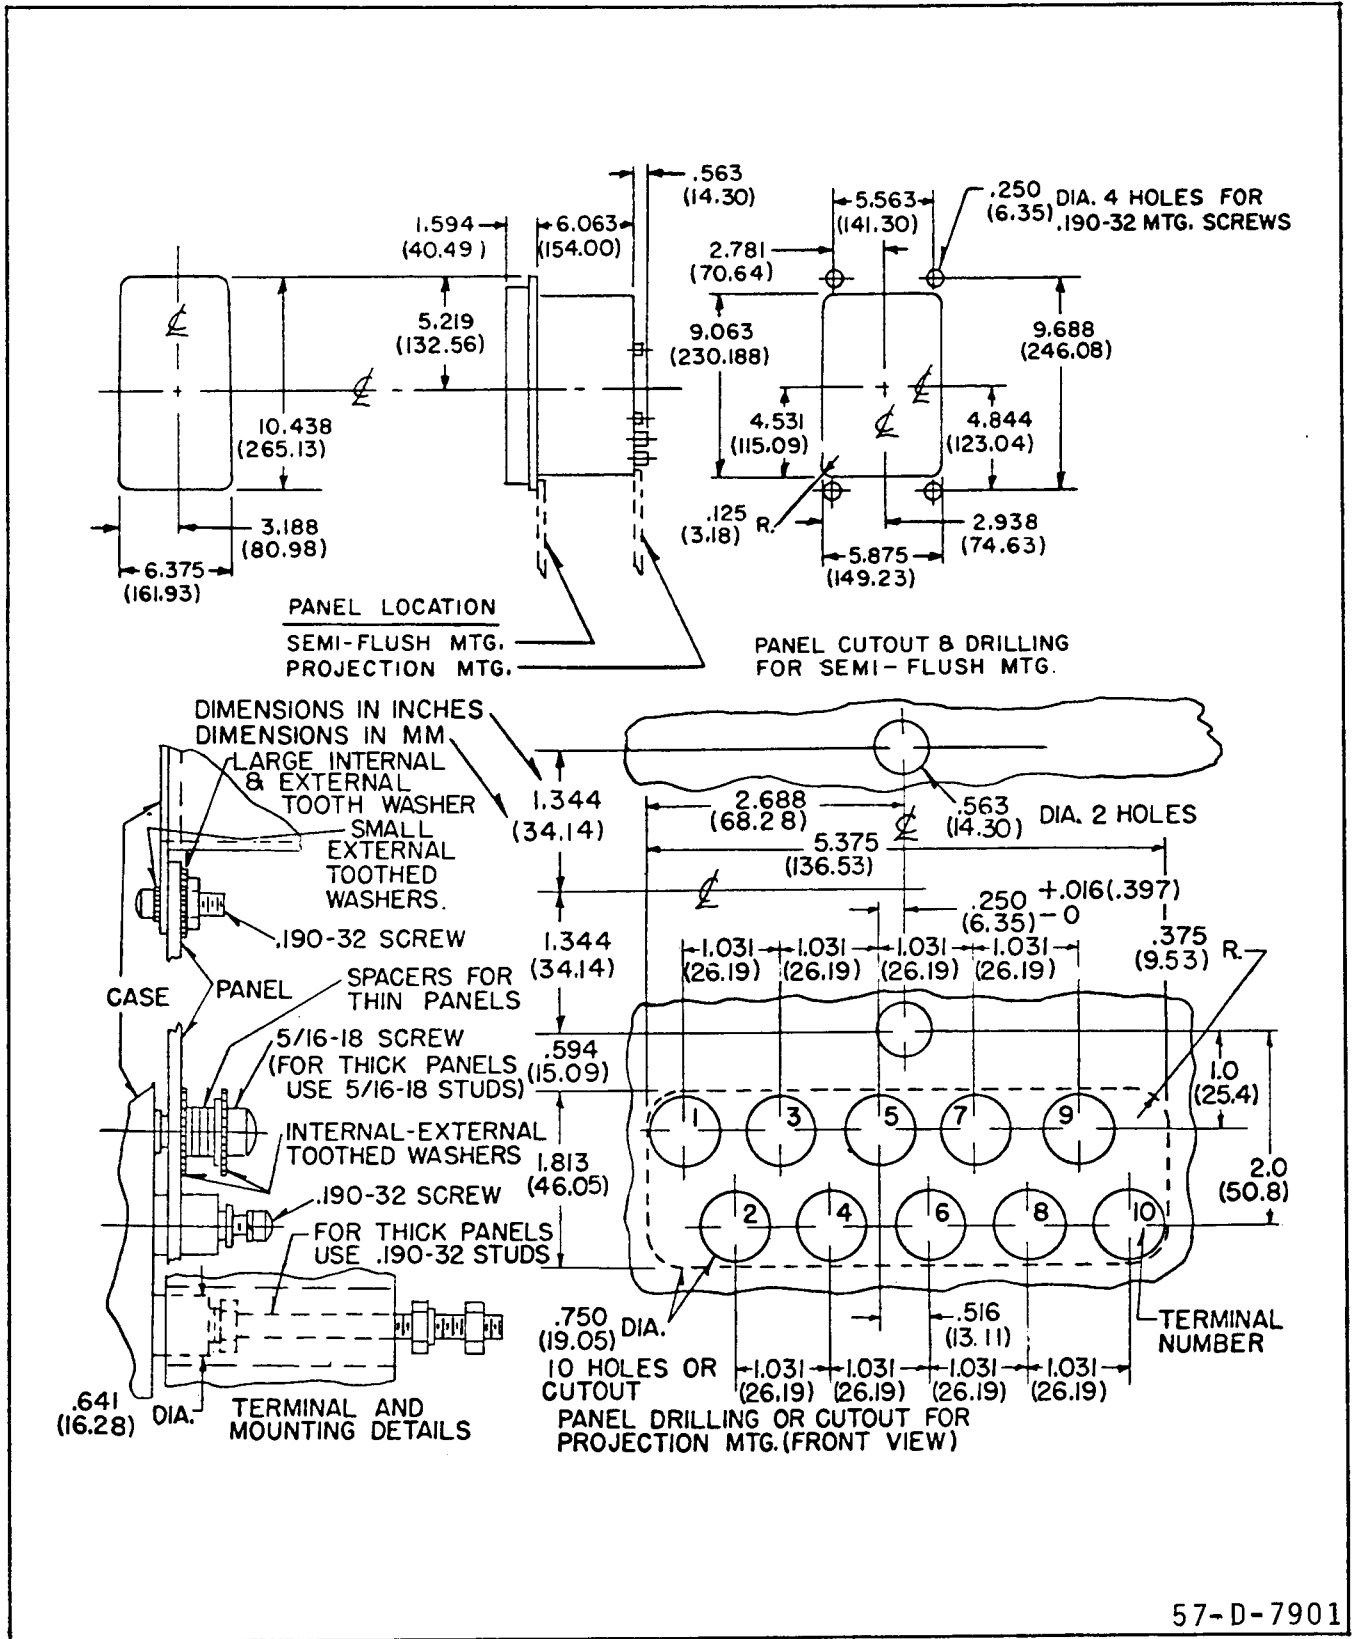 .563
(14.30)
1.594
(40.49)
6.063
(154.00)
5.563
(141.30)
.250
(6.35)
DIA. 4 HOLES FOR
.190-32 MTG. SCREWS
2.781
(70.64)
℄
5.219
(132.56)
9.063
(230.188)
9.688
(246.08)
℄
℄
℄
10.438
(265.13)
4.531
(115.09)
4.844
(123.04)
3.188
(80.98)
.125
(3.18)
R.
2.938
(74.63)
6.375
(161.93)
5.875
(149.23)
PANEL LOCATION
SEMI-FLUSH MTG.
PROJECTION MTG.
PANEL CUTOUT & DRILLING
FOR SEMI-FLUSH MTG.
DIMENSIONS IN INCHES
DIMENSIONS IN MM
LARGE INTERNAL
& EXTERNAL
TOOTH WASHER
SMALL
EXTERNAL
TOOTHED
WASHERS.
.190-32 SCREW
CASE
PANEL
SPACERS FOR
THIN PANELS
5/16-18 SCREW
(FOR THICK PANELS
USE 5/16-18 STUDS)
INTERNAL-EXTERNAL
TOOTHED WASHERS
.190-32 SCREW
FOR THICK PANELS
USE .190-32 STUDS
.641
(16.28)
DIA.
TERMINAL AND
MOUNTING DETAILS
1.344
(34.14)
2.688
(68.28)
℄
.563
(14.30)
DIA. 2 HOLES
5.375
(136.53)
℄
.250
(6.35)
+.016(.397)
-0
1.344
(34.14)
1.031
(26.19)
1.031
(26.19)
1.031
(26.19)
1.031
(26.19)
.375
(9.53)
R.
.594
(15.09)
1.0
(25.4)
1 3 5 7 9
1.813
(46.05)
2.0
(50.8)
2 4 6 8 10
.750
(19.05)
DIA.
10 HOLES OR
CUTOUT
.516
(13.11)
TERMINAL
NUMBER
1.031
(26.19)
1.031
(26.19)
1.031
(26.19)
1.031
(26.19)
PANEL DRILLING OR CUTOUT FOR
PROJECTION MTG.(FRONT VIEW)
57-D-7901